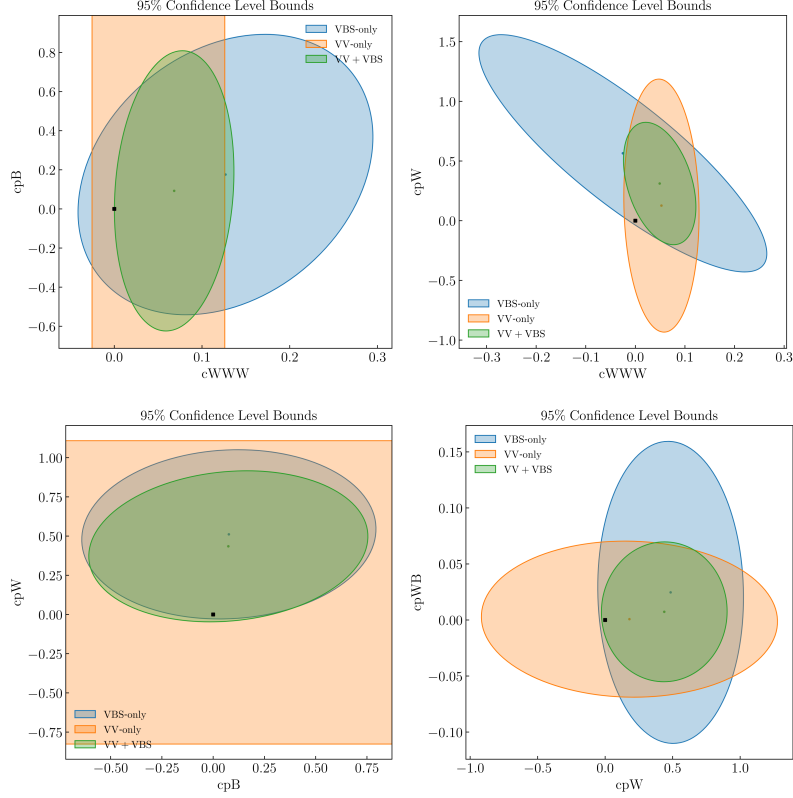 95% Confidence Level Bounds
VBS-only
VV-only
VV + VBS
0.8
0.6
0.4
0.2
0.0
−0.2
−0.4
−0.6
cpB
0.0
0.1
0.2
0.3
cWWW
95% Confidence Level Bounds
1.5
1.0
0.5
0.0
−0.5
−1.0
cpW
VBS-only
VV-only
VV + VBS
−0.3
−0.2
−0.1
0.0
0.1
0.2
0.3
cWWW
95% Confidence Level Bounds
1.00
0.75
0.50
0.25
0.00
−0.25
−0.50
−0.75
cpW
VBS-only
VV-only
VV + VBS
−0.50
−0.25
0.00
0.25
0.50
0.75
cpB
95% Confidence Level Bounds
VBS-only
VV-only
VV + VBS
0.15
0.10
0.05
0.00
−0.05
−0.10
cpWB
−1.0
−0.5
0.0
0.5
1.0
cpW